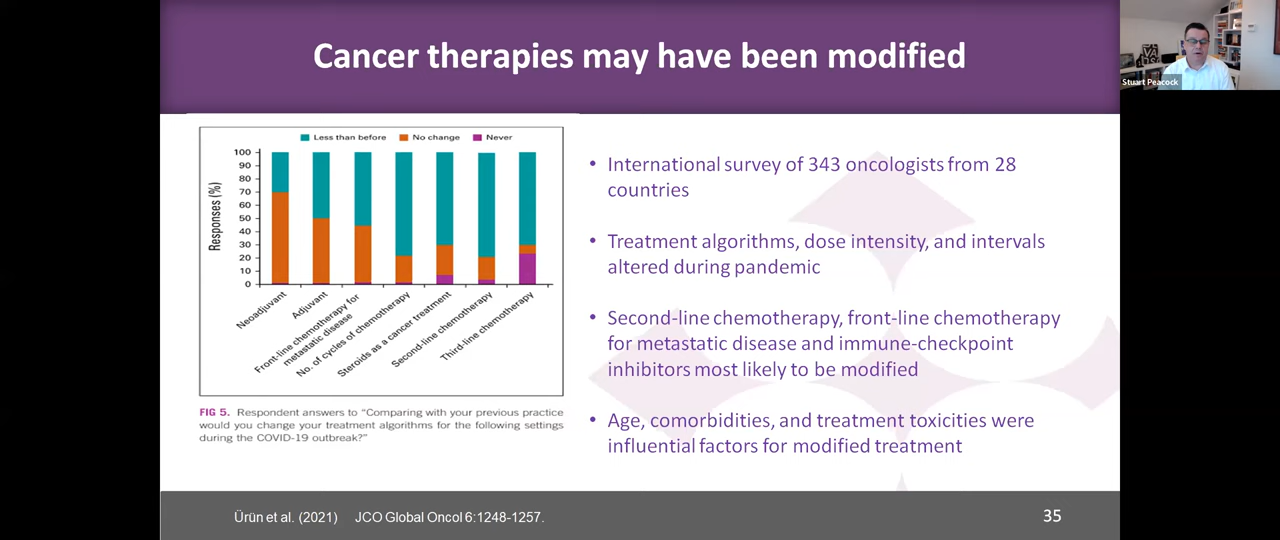 Cancer therapies may have been modified
Stuart Peacock
Less than before
No change
Never
Responses (%)
100
90
80
70
60
50
40
30
20
10
0
Neoadjuvant
Adjuvant
Front-line chemotherapy for
metastatic disease
No. of cycles of chemotherapy
Steroids as a cancer treatment
Second-line chemotherapy
Third-line chemotherapy
FIG 5. Respondent answers to “Comparing with your previous practice
would you change your treatment algorithms for the following settings
during the COVID-19 outbreak?”
• International survey of 343 oncologists from 28
countries
• Treatment algorithms, dose intensity, and intervals
altered during pandemic
• Second-line chemotherapy, front-line chemotherapy
for metastatic disease and immune-checkpoint
inhibitors most likely to be modified
• Age, comorbidities, and treatment toxicities were
influential factors for modified treatment
Ürün et al. (2021) JCO Global Oncol 6:1248-1257.
35